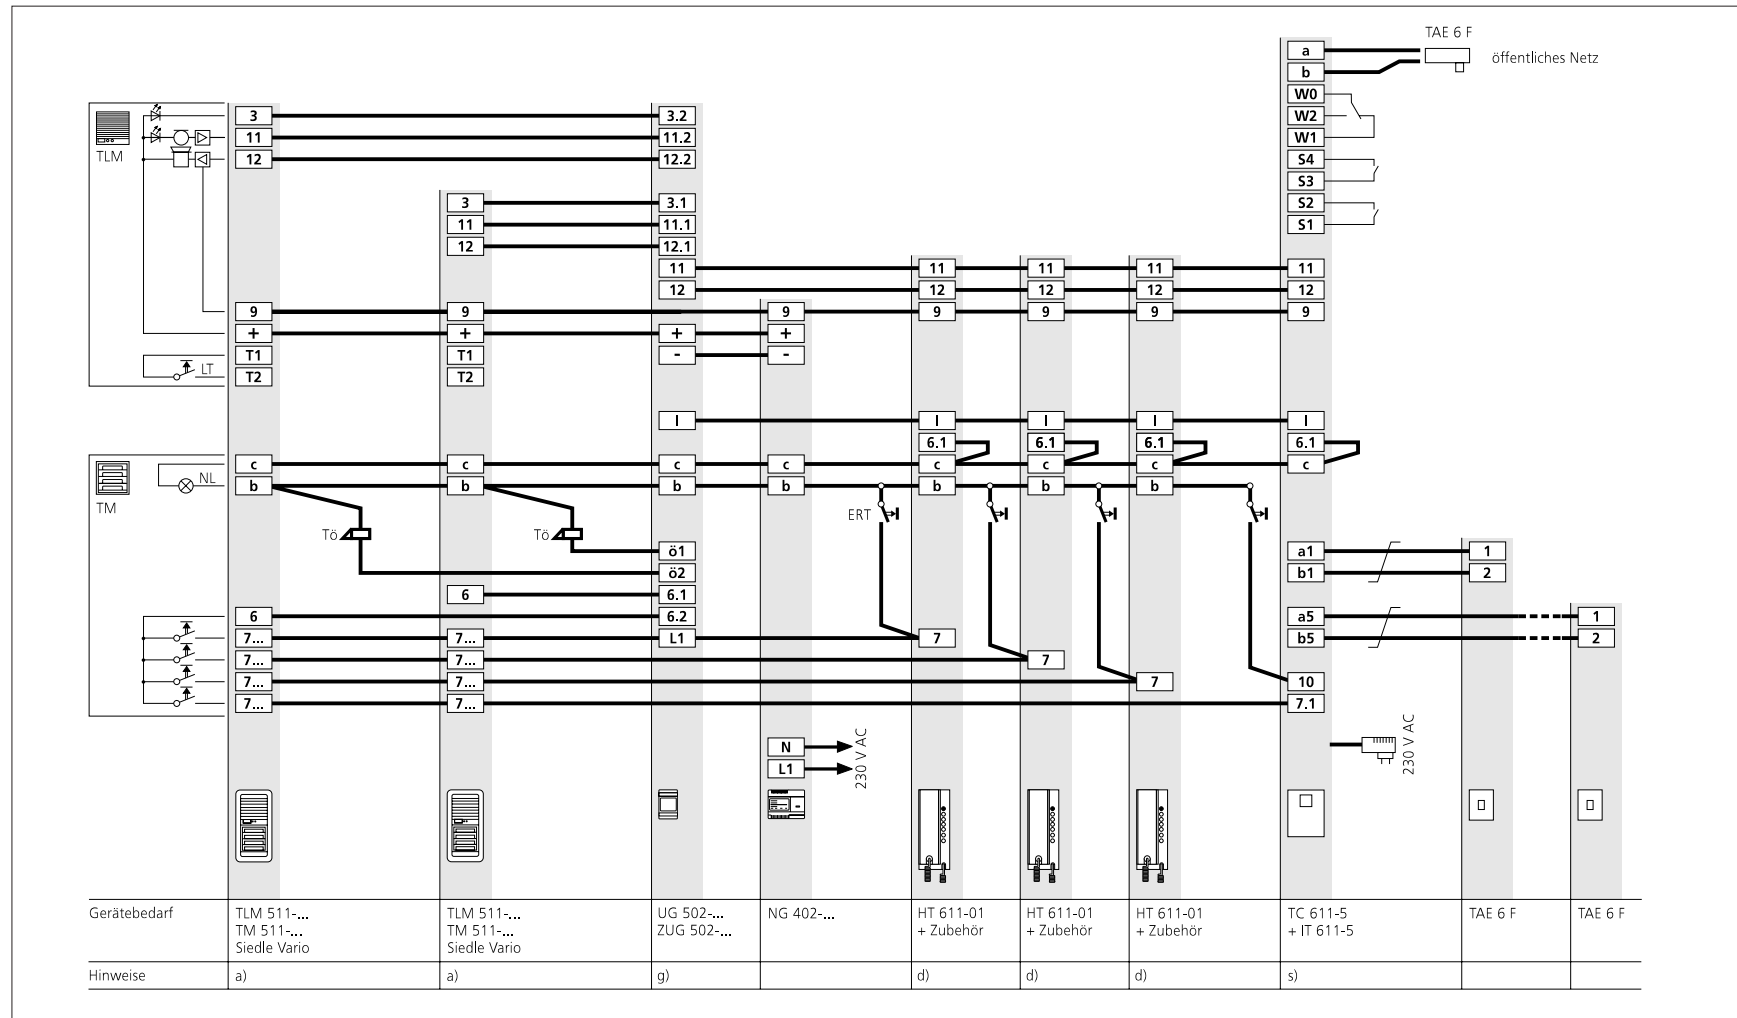 TAE 6 F
a öffentliches Netz
b
W0
3 3.2 W2
11 11.2 W1
TLM 12 12.2 S4
S3
3 3.1 S2
11 11.1 S1
12 12.1
11 11 11 11 11
12 12 12 12 12
9 9 9 9 9 9 9
+ + + +
T1 T1 - -
LT T2 T2
I I I I I
6.1 6.1 6.1 6.1
c c c c c c c c
NL b b b b b b b
TM
ERT
Tö Tö
ö1 a1 1
ö2 b1 2
6 6.1
6 6.2 a5 1
7... 7... L1 7 b5 2
7... 7... 7
7... 7... 7 10
7... 7... 7.1
N
L1
230 V AC
230 V AC
Gerätebedarf
TLM 511-...
TM 511-...
Siedle Vario
TLM 511-...
TM 511-...
Siedle Vario
UG 502-...
ZUG 502-...
NG 402-...
HT 611-01
+ Zubehör
HT 611-01
+ Zubehör
HT 611-01
+ Zubehör
TC 611-5
+ IT 611-5
TAE 6 F
TAE 6 F
Hinweise a) a) g) d) d) d) s)